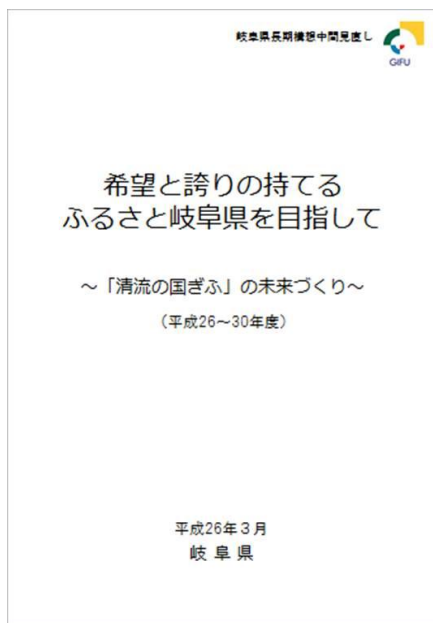 岐阜県長期構想中間見直し
GIFU
希望と誇りの持てる
ふるさと岐阜県を目指して
～「清流の国ぎふ」の未来づくり～
（平成26～30年度）
平成26年３月
岐 阜 県